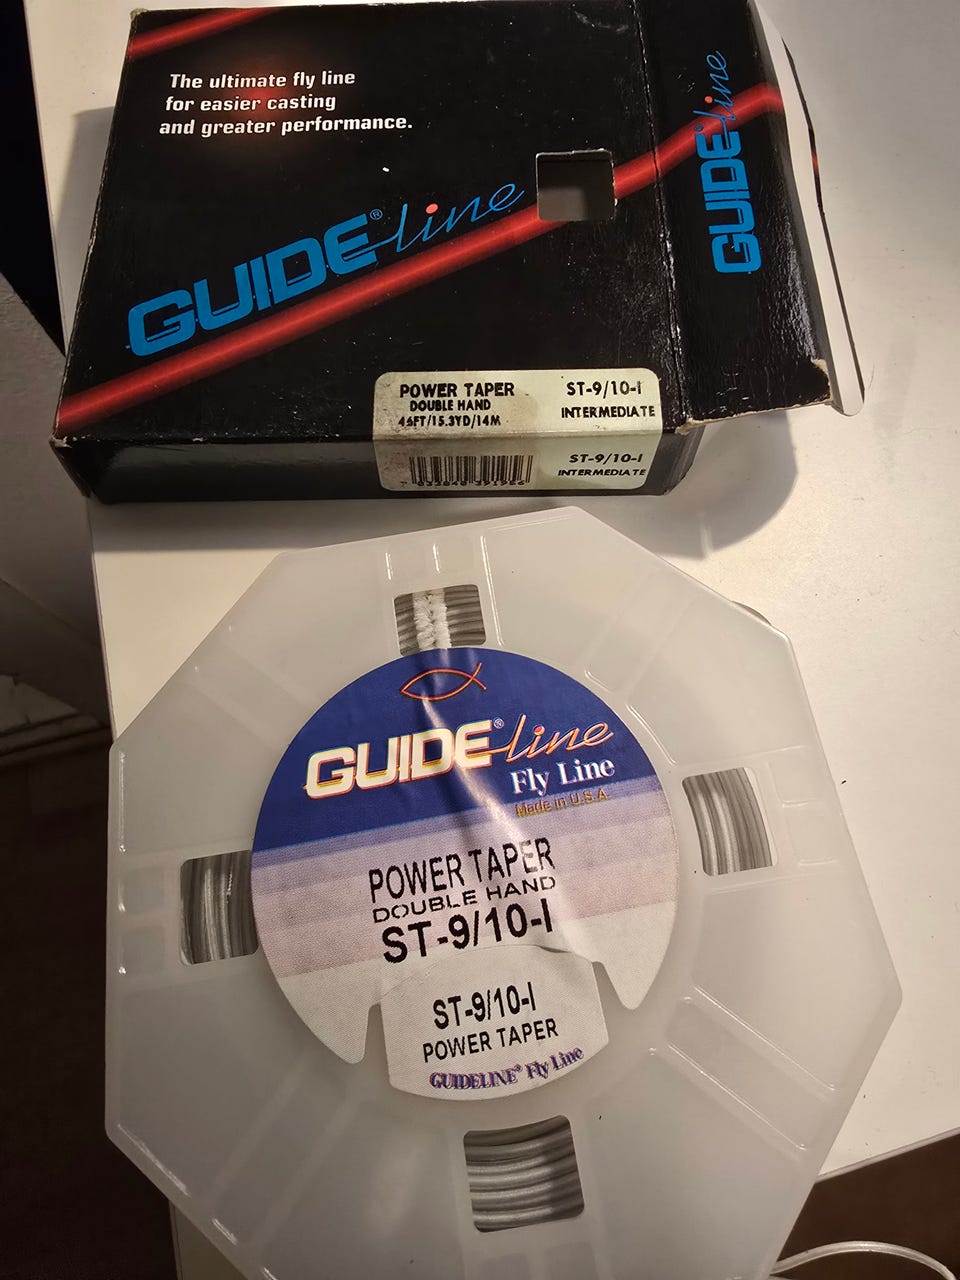 The ultimate fly line
for easier casting
and greater performance.
GUIDE®line
GUIDEline
POWER TAPER
DOUBLE HAND
46FT/15.3YD/14M
ST-9/10-I
INTERMEDIATE
ST-9/10-I
INTERMEDIATE
GUIDE®line
Fly Line
Made in U.S.A.
POWER TAPER
DOUBLE HAND
ST-9/10-I
ST-9/10-I
POWER TAPER
GUIDELINE® Fly Line